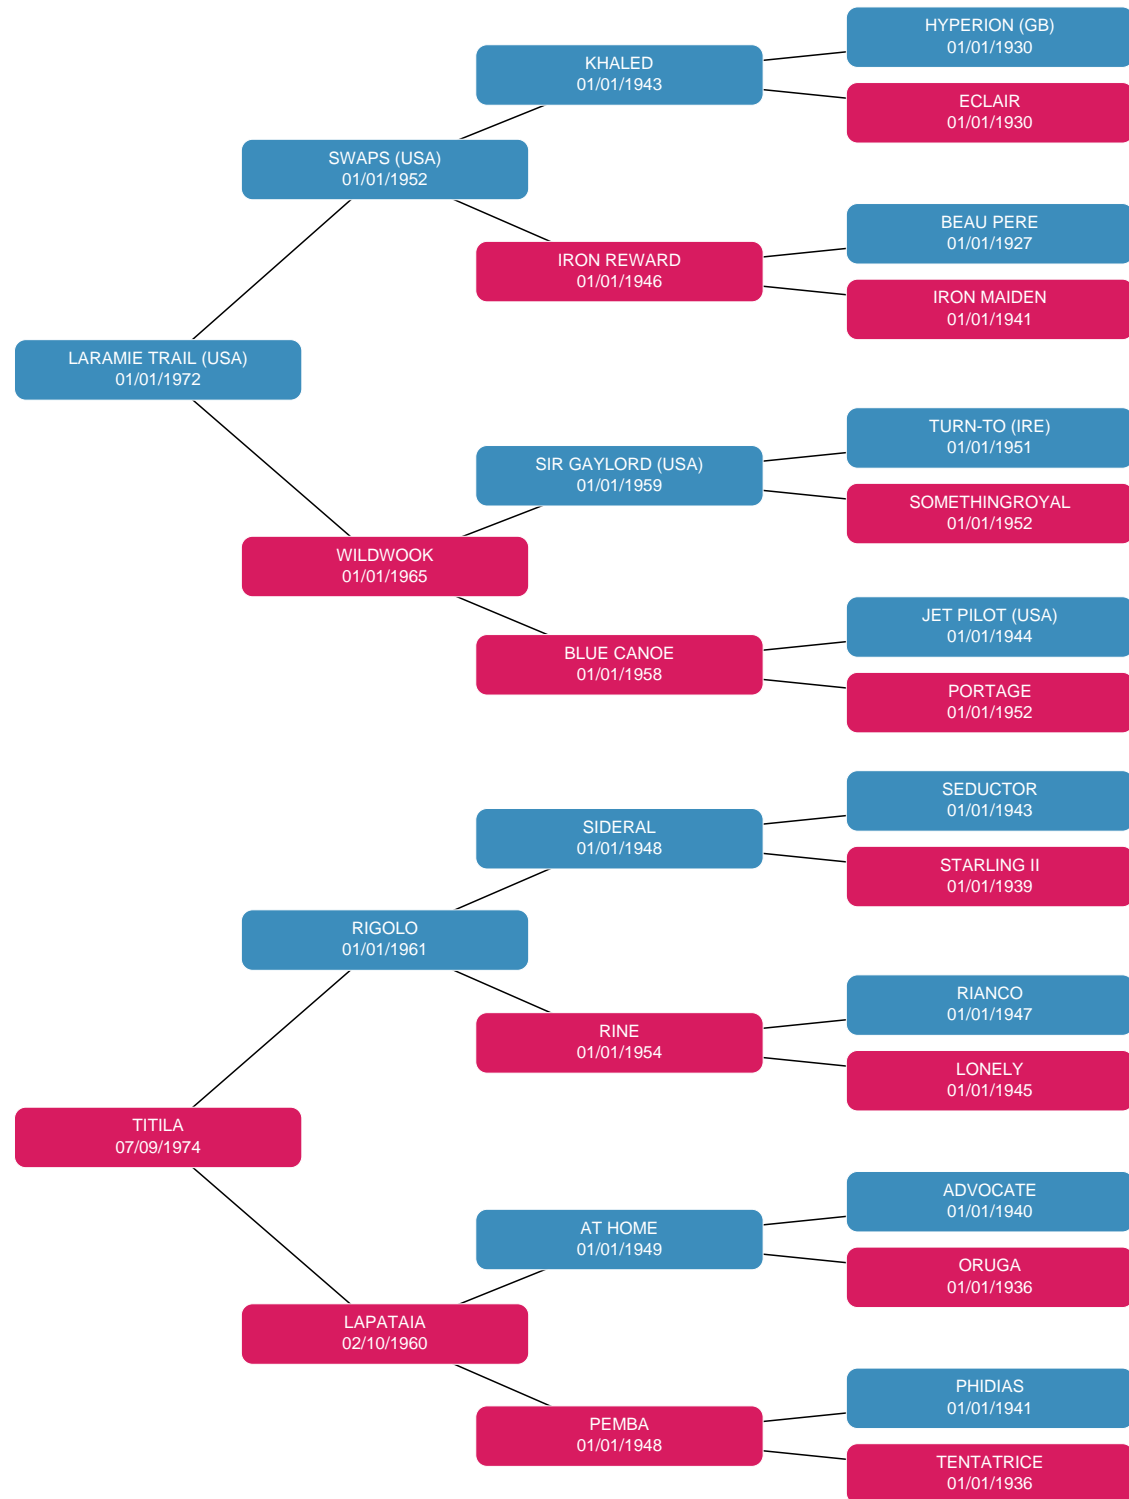 HYPERION (GB)
01/01/1930
KHALED
01/01/1943
ECLAIR
01/01/1930
SWAPS (USA)
01/01/1952
BEAU PERE
01/01/1927
IRON REWARD
01/01/1946
IRON MAIDEN
01/01/1941
LARAMIE TRAIL (USA)
01/01/1972
TURN-TO (IRE)
01/01/1951
SIR GAYLORD (USA)
01/01/1959
SOMETHINGROYAL
01/01/1952
WILDWOOK
01/01/1965
JET PILOT (USA)
01/01/1944
BLUE CANOE
01/01/1958
PORTAGE
01/01/1952
SEDUCTOR
01/01/1943
SIDERAL
01/01/1948
STARLING II
01/01/1939
RIGOLO
01/01/1961
RIANCO
01/01/1947
RINE
01/01/1954
LONELY
01/01/1945
TITILA
07/09/1974
ADVOCATE
01/01/1940
AT HOME
01/01/1949
ORUGA
01/01/1936
LAPATAIA
02/10/1960
PHIDIAS
01/01/1941
PEMBA
01/01/1948
TENTATRICE
01/01/1936